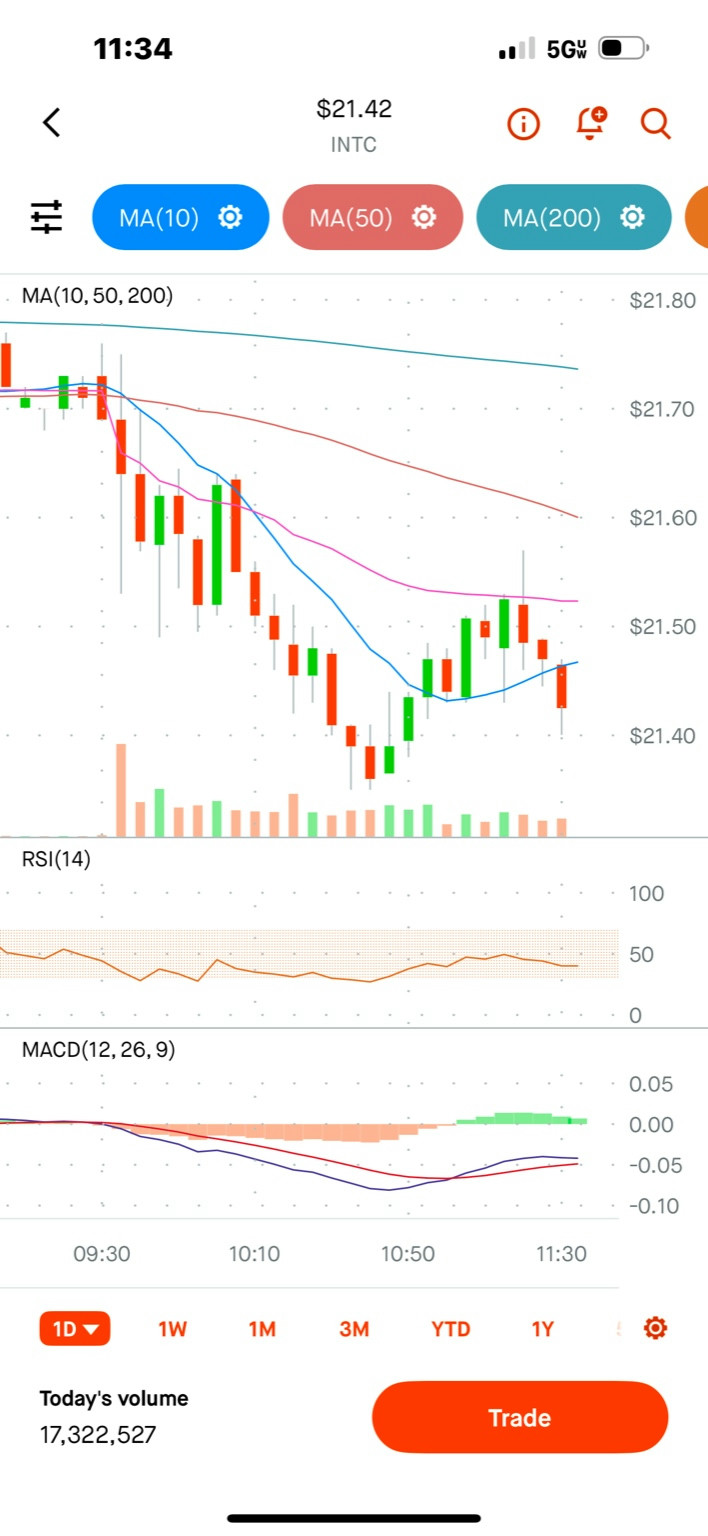 11:34
5GUW
$21.42
INTC
MA(10)
MA(50)
MA(200)
MA(10, 50, 200)
$21.80
$21.70
$21.60
$21.50
$21.40
RSI(14)
100
50
0
MACD(12, 26, 9)
0.05
0.00
-0.05
-0.10
09:30
10:10
10:50
11:30
1D
1W
1M
3M
YTD
1Y
Today's volume
17,322,527
Trade